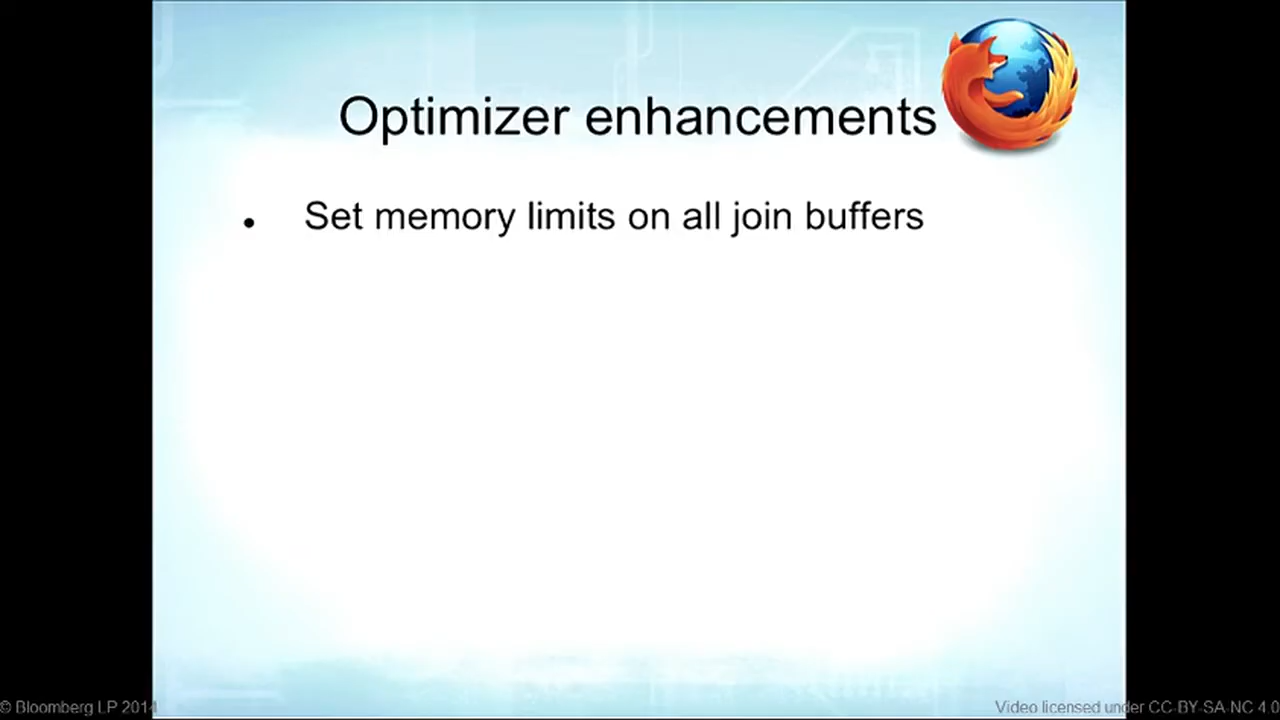 Optimizer enhancements
• Set memory limits on all join buffers
© Bloomberg LP 2014
Video licensed under CC-BY-SA-NC 4.0